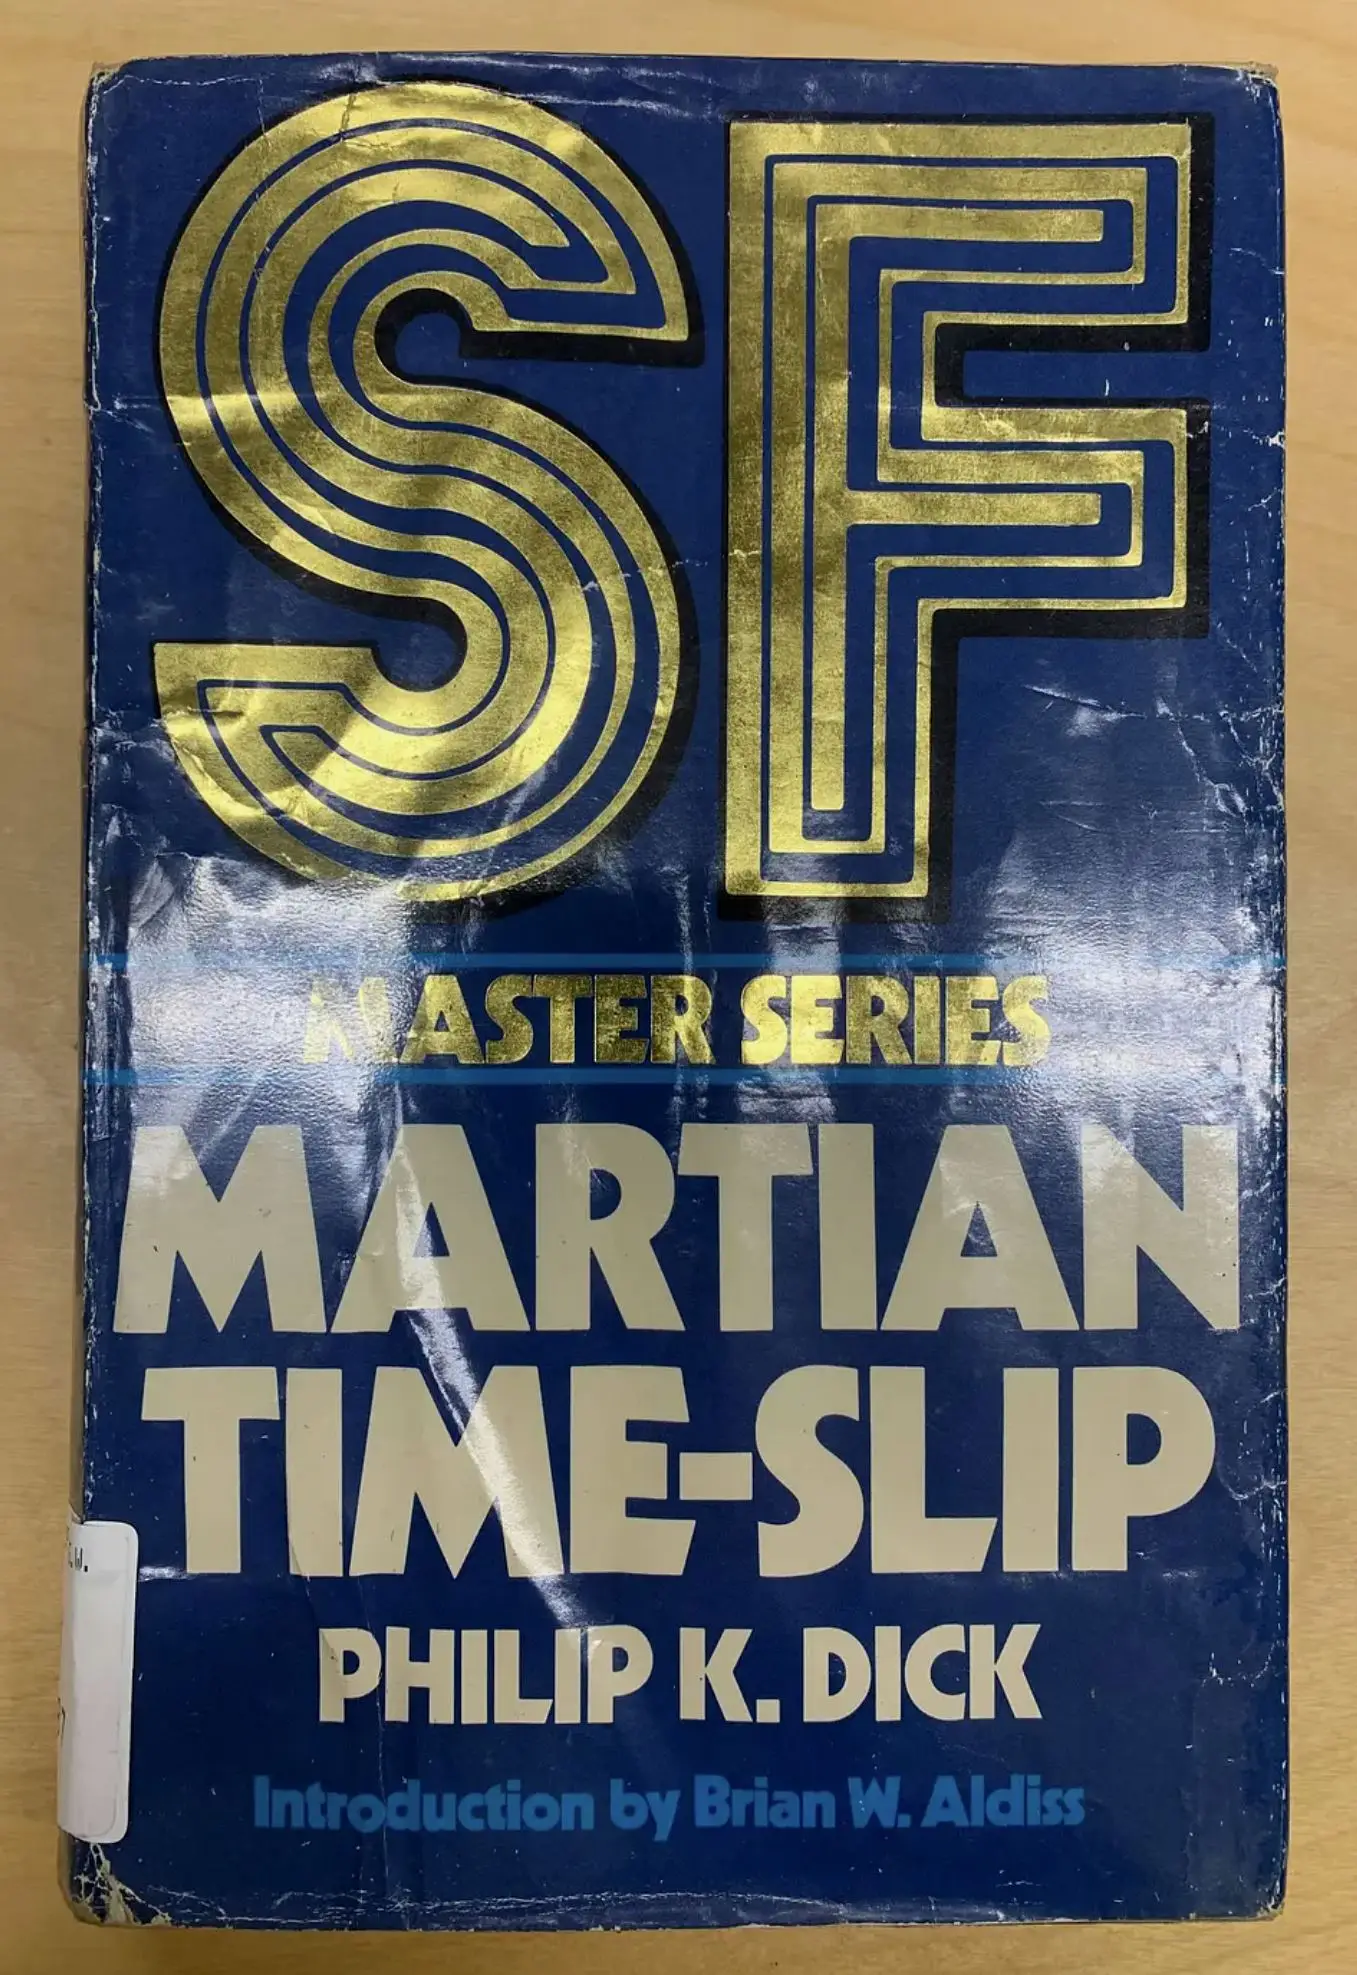 SF
MASTER SERIES
MARTIAN
TIME-SLIP
PHILIP K. DICK
Introduction by Brian W. Aldiss